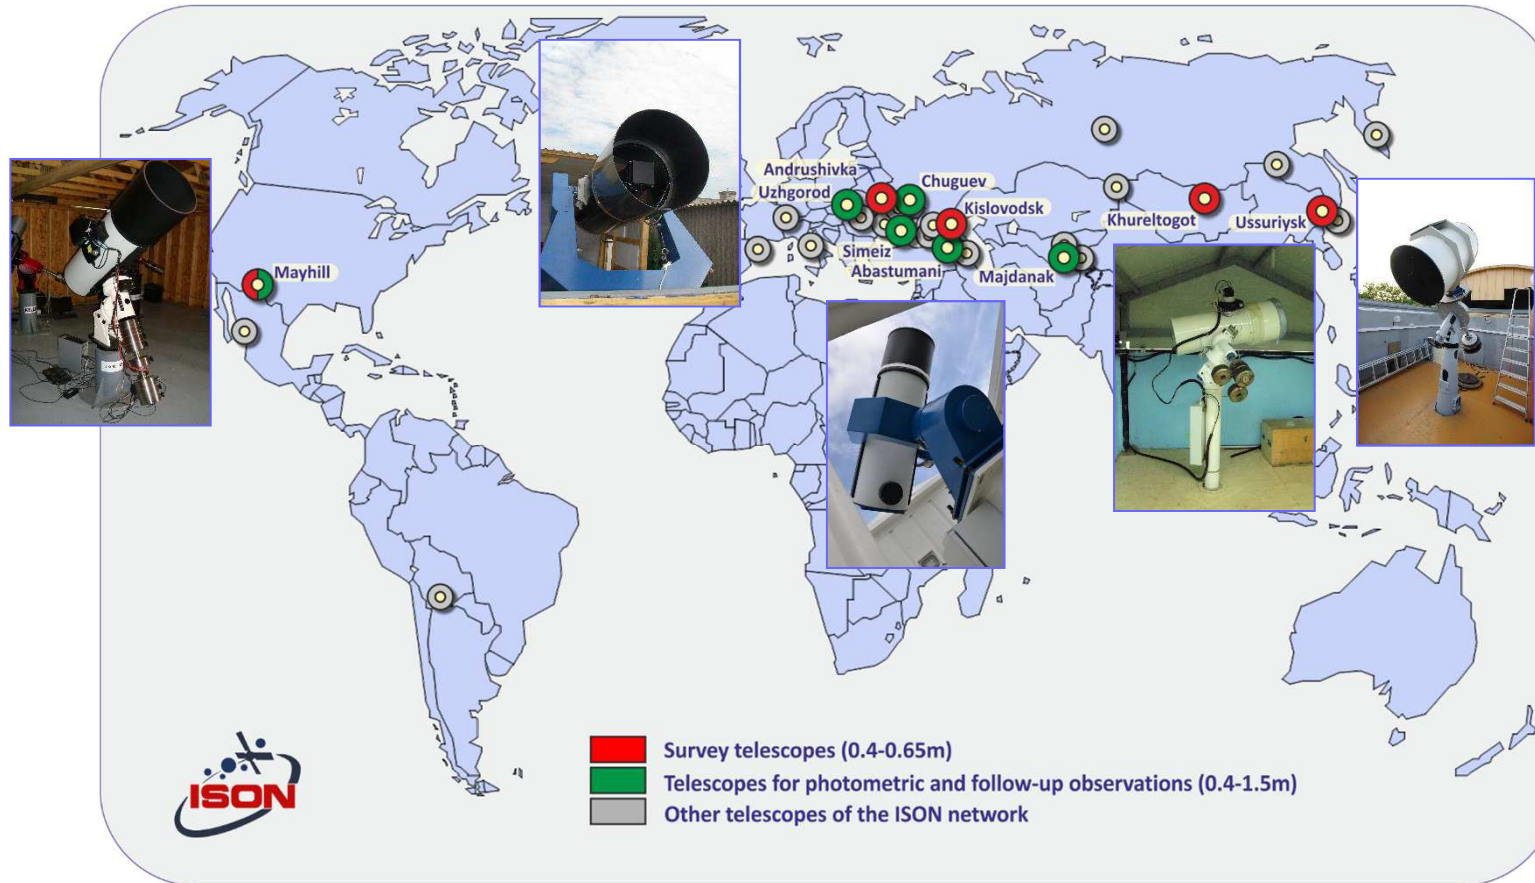 Andrushivka
Uzhgorod
Chuguev
Kislovodsk
Khureltogot
Ussuriysk
Simeiz
Abastumani
Majdanak
Mayhill
ISON
Survey telescopes (0.4-0.65m)
Telescopes for photometric and follow-up observations (0.4-1.5m)
Other telescopes of the ISON network